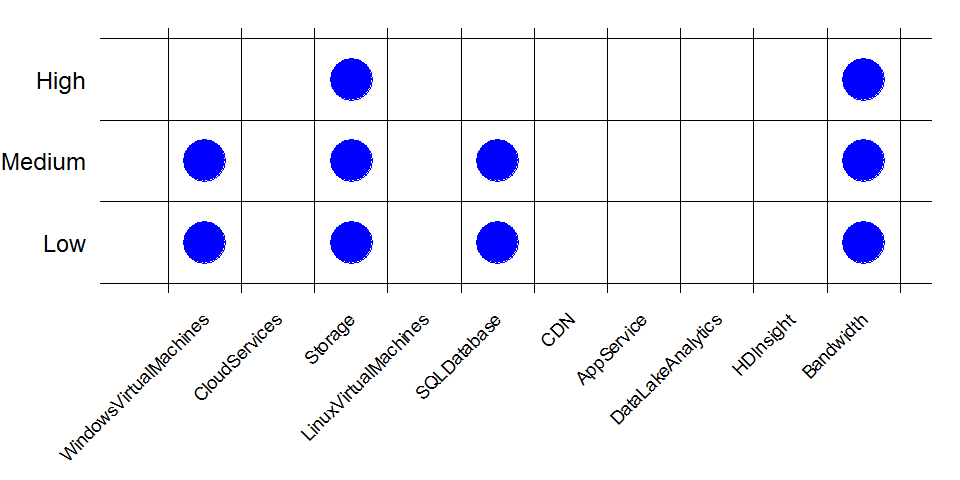 High
Medium
Low
WindowsVirtualMachines
CloudServices
Storage
LinuxVirtualMachines
SQLDatabase
CDN
AppService
DataLakeAnalytics
HDInsight
Bandwidth